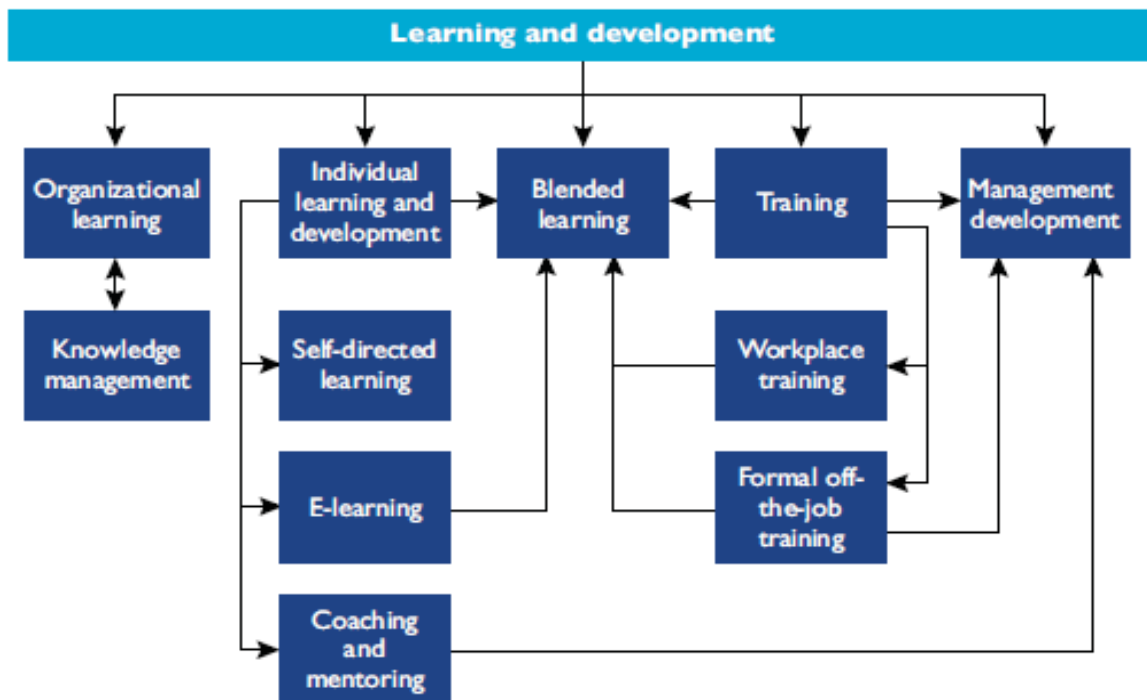 Learning and development
Organizational
learning
Individual
learning and
development
Blended
learning
Training
Management
development
Knowledge
management
Self-directed
learning
Workplace
training
E-learning
Formal off-
the-job
training
Coaching
and
mentoring